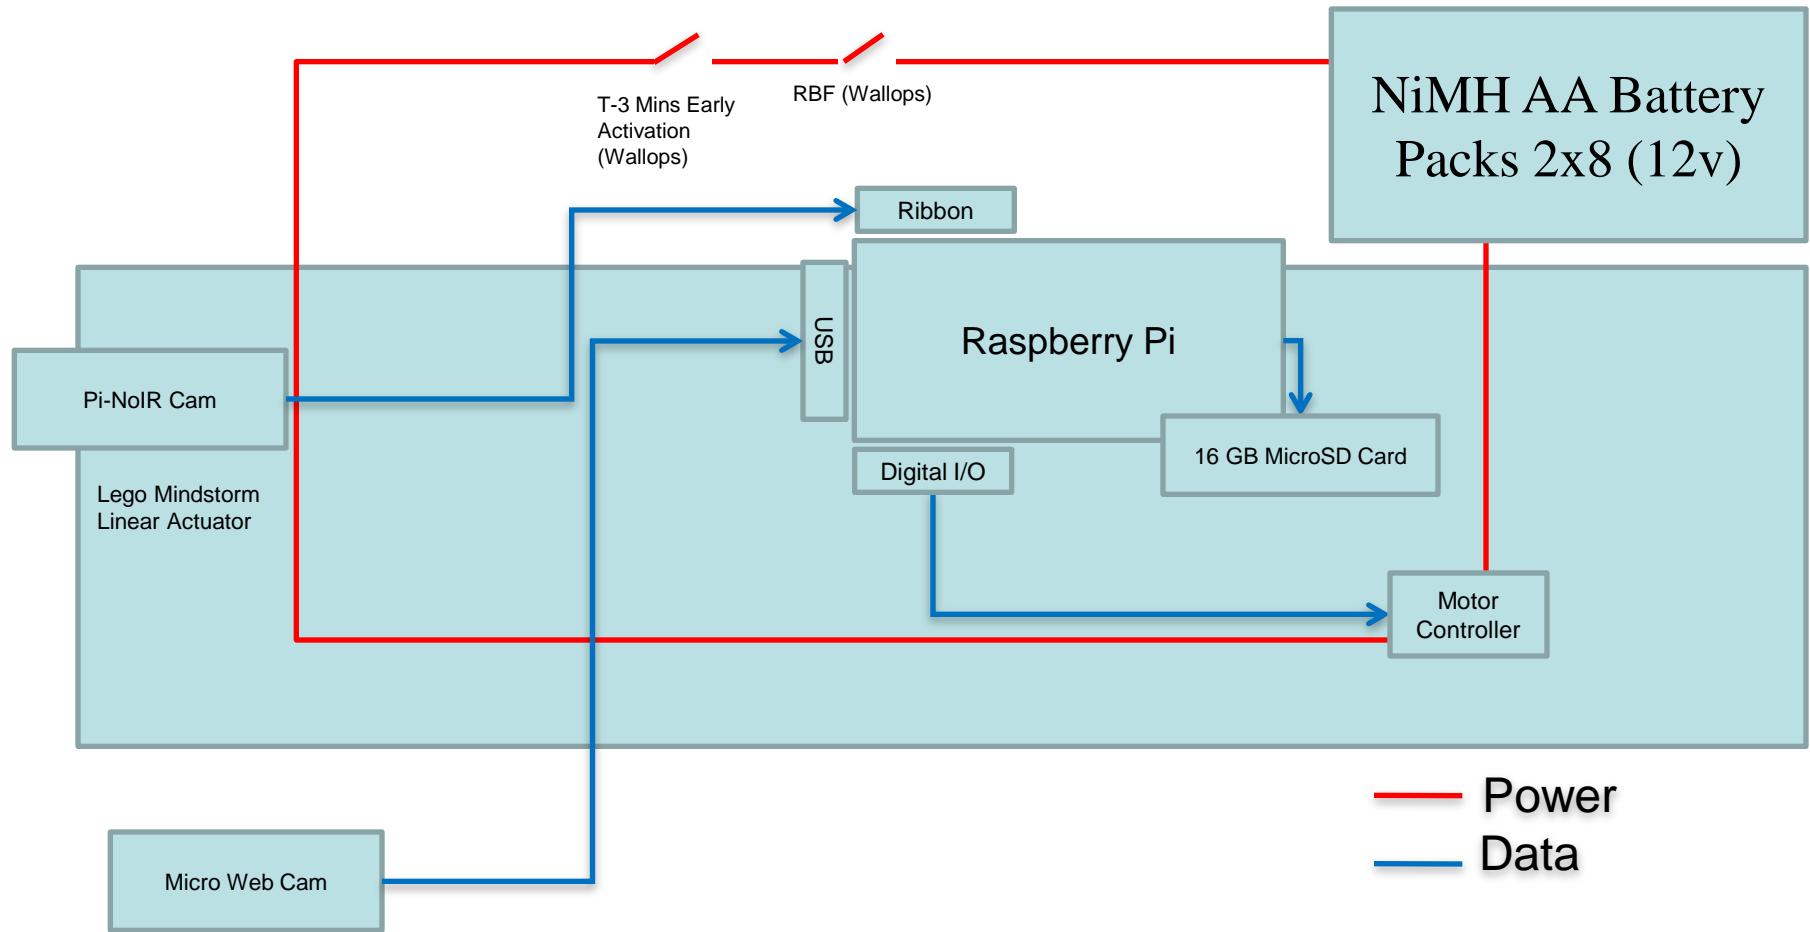 NiMH AA Battery
Packs 2x8 (12v)
T-3 Mins Early
Activation
(Wallops)
RBF (Wallops)
Ribbon
USB
Raspberry Pi
Pi-NoIR Cam
16 GB MicroSD Card
Digital I/O
Lego Mindstorm
Linear Actuator
Motor
Controller
Power
Data
Micro Web Cam